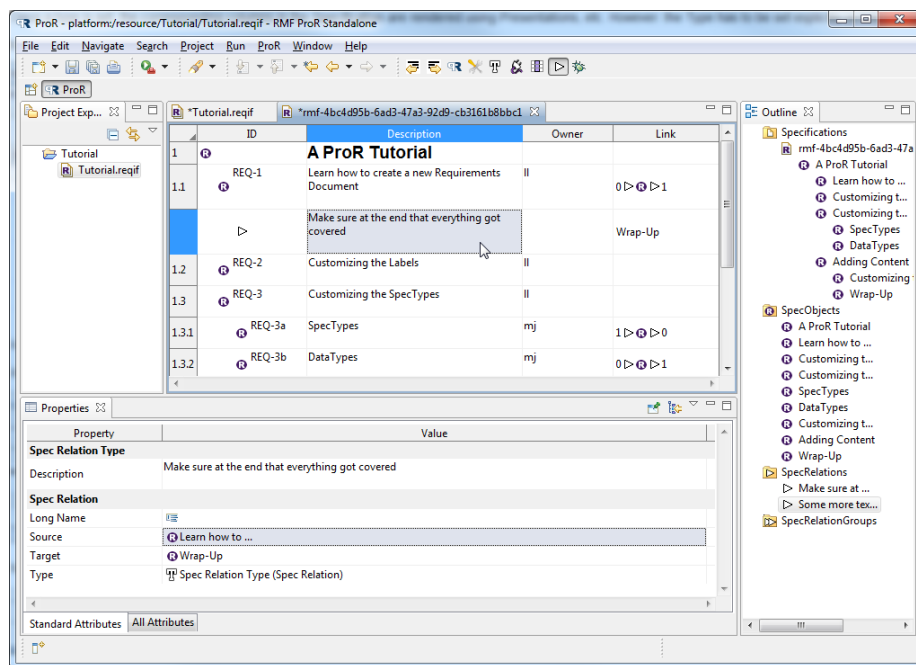 ProR - platform:/resource/Tutorial/Tutorial.reqif - RMF ProR Standalone
File Edit Navigate Search Project Run ProR Window Help
ProR
Project Exp...
Tutorial
Tutorial.reqif
*Tutorial.reqif *rmf-4bc4d95b-6ad3-47a3-92d9-cb3161b8bbc1
ID Description Owner Link
1 A ProR Tutorial
1.1 REQ-1 Learn how to create a new Requirements Document ll 0 1
Make sure at the end that everything got covered Wrap-Up
1.2 REQ-2 Customizing the Labels ll
1.3 REQ-3 Customizing the SpecTypes ll
1.3.1 REQ-3a SpecTypes mj 1 0
1.3.2 REQ-3b DataTypes mj 0 1
Outline
Specifications
rmf-4bc4d95b-6ad3-47a
A ProR Tutorial
Learn how to ...
Customizing t...
Customizing t...
SpecTypes
DataTypes
Adding Content
Customizing
Wrap-Up
SpecObjects
A ProR Tutorial
Learn how to ...
Customizing t...
Customizing t...
SpecTypes
DataTypes
Customizing t...
Adding Content
Wrap-Up
SpecRelations
Make sure at ...
Some more tex...
SpecRelationGroups
Properties
Property Value
Spec Relation Type
Description Make sure at the end that everything got covered
Spec Relation
Long Name
Source Learn how to ...
Target Wrap-Up
Type Spec Relation Type (Spec Relation)
Standard Attributes All Attributes